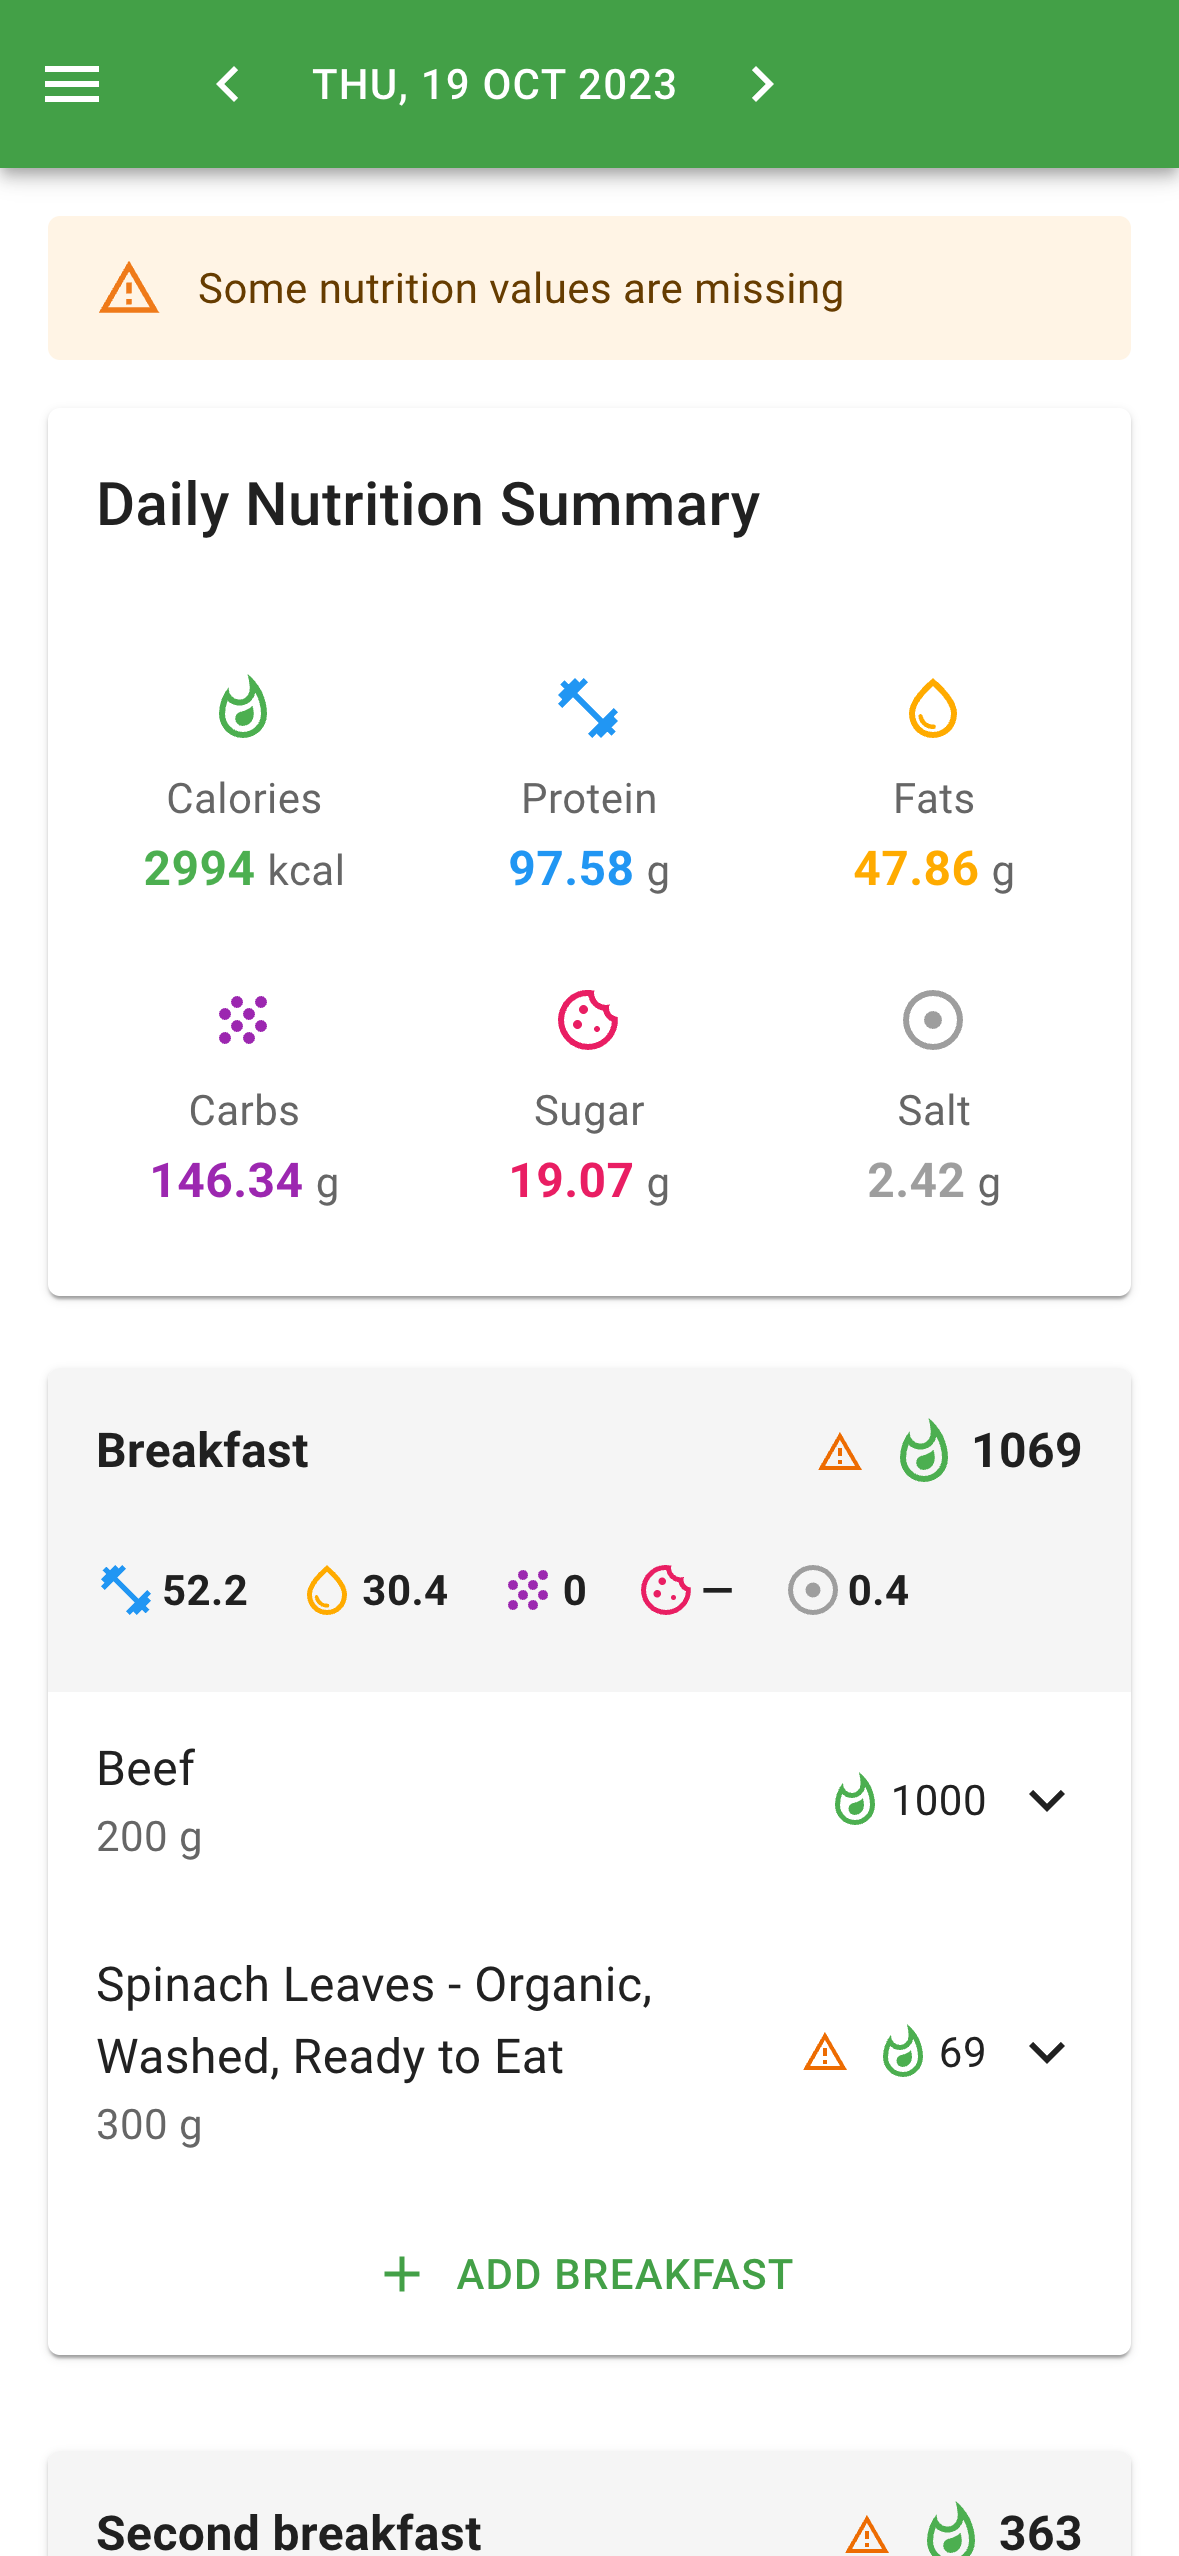 THU, 19 OCT 2023
Some nutrition values are missing
Daily Nutrition Summary
Calories
2994 kcal
Protein
97.58 g
Fats
47.86 g
Carbs
146.34 g
Sugar
19.07 g
Salt
2.42 g
Breakfast 1069
52.2 30.4 0 – 0.4
Beef
200 g
1000
Spinach Leaves - Organic,
Washed, Ready to Eat
300 g
69
+ ADD BREAKFAST
Second breakfast 363